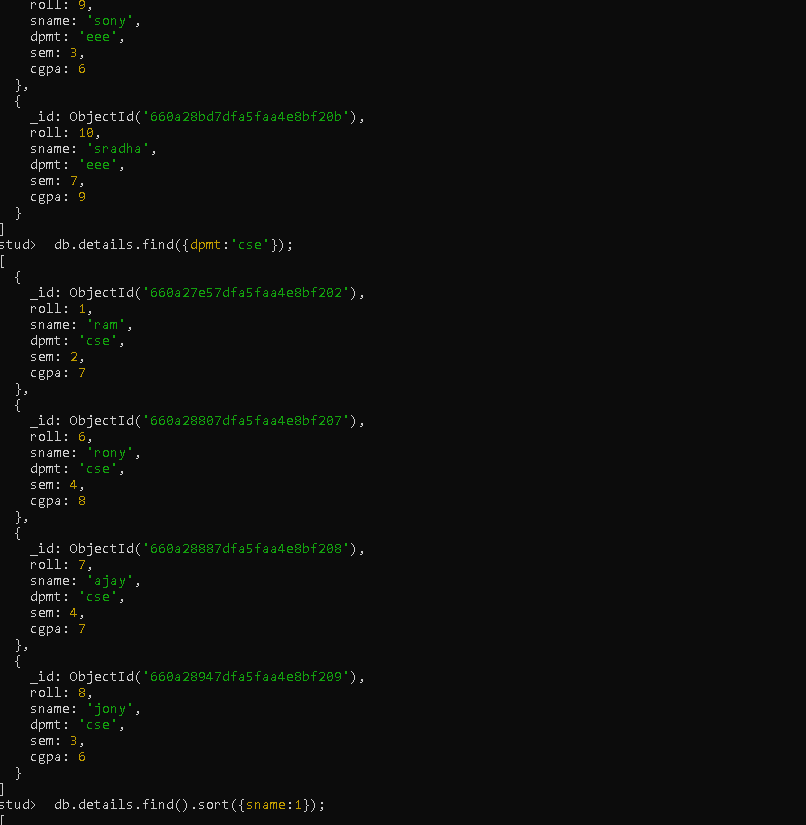 roll: 9,
    sname: 'sony',
    dpmt: 'eee',
    sem: 3,
    cgpa: 6
  },
  {
    _id: ObjectId('660a28bd7dfa5faa4e8bf20b'),
    roll: 10,
    sname: 'sradha',
    dpmt: 'eee',
    sem: 7,
    cgpa: 9
  }
]
stud>  db.details.find({dpmt:'cse'});
[
  {
    _id: ObjectId('660a27e57dfa5faa4e8bf202'),
    roll: 1,
    sname: 'ram',
    dpmt: 'cse',
    sem: 2,
    cgpa: 7
  },
  {
    _id: ObjectId('660a28807dfa5faa4e8bf207'),
    roll: 6,
    sname: 'rony',
    dpmt: 'cse',
    sem: 4,
    cgpa: 8
  },
  {
    _id: ObjectId('660a28887dfa5faa4e8bf208'),
    roll: 7,
    sname: 'ajay',
    dpmt: 'cse',
    sem: 4,
    cgpa: 7
  },
  {
    _id: ObjectId('660a28947dfa5faa4e8bf209'),
    roll: 8,
    sname: 'jony',
    dpmt: 'cse',
    sem: 3,
    cgpa: 6
  }
]
stud>  db.details.find().sort({sname:1});
[